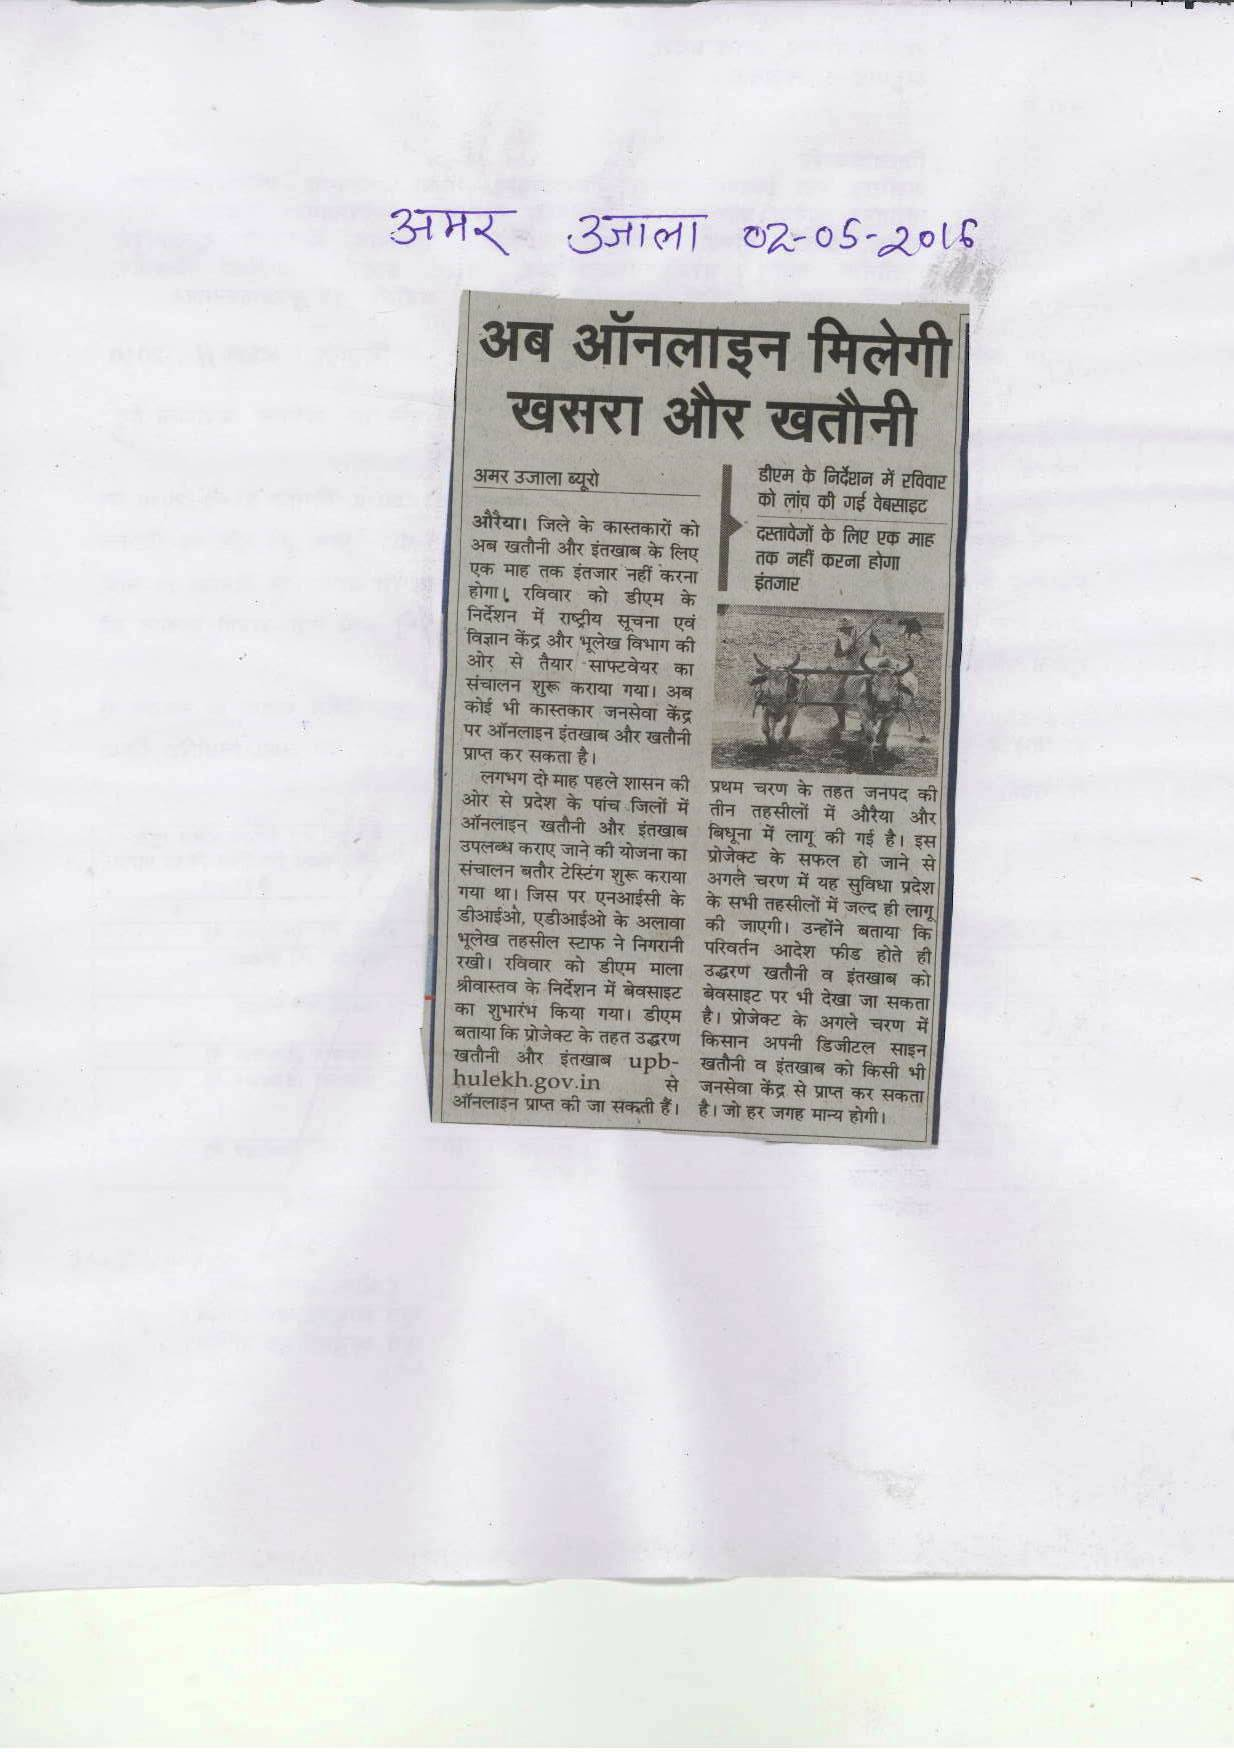 अमर उजाला 02-05-2016
अब ऑनलाइन मिलेगी
खसरा और खतौनी
अमर उजाला ब्यूरो
औरैया। जिले के कास्तकारों को
अब खतौनी और इंतखाब के लिए
एक माह तक इंतजार नहीं करना
होगा। रविवार को डीएम के
निर्देशन में राष्ट्रीय सूचना एवं
विज्ञान केंद्र और भूलेख विभाग की
ओर से तैयार साफ्टवेयर का
संचालन शुरू कराया गया। अब
कोई भी कास्तकार जनसेवा केंद्र
पर ऑनलाइन इंतखाब और खतौनी
प्राप्त कर सकता है।
लगभग दो माह पहले शासन की
ओर से प्रदेश के पांच जिलों में
ऑनलाइन खतौनी और इंतखाब
उपलब्ध कराए जाने की योजना का
संचालन बतौर टेस्टिंग शुरू कराया
गया था। जिस पर एनआईसी के
डीआईओ, एडीआईओ के अलावा
भूलेख तहसील स्टाफ ने निगरानी
रखी। रविवार को डीएम माला
श्रीवास्तव के निर्देशन में बेवसाइट
का शुभारंभ किया गया। डीएम
बताया कि प्रोजेक्ट के तहत उद्धरण
खतौनी और इंतखाब upb-
hulekh.gov.in से
ऑनलाइन प्राप्त की जा सकती हैं।
डीएम के निर्देशन में रविवार
को लांच की गई वेबसाइट
दस्तावेजों के लिए एक माह
तक नहीं करना होगा
इंतजार
प्रथम चरण के तहत जनपद की
तीन तहसीलों में औरैया और
बिधूना में लागू की गई है। इस
प्रोजेक्ट के सफल हो जाने से
अगले चरण में यह सुविधा प्रदेश
के सभी तहसीलों में जल्द ही लागू
की जाएगी। उन्होंने बताया कि
परिवर्तन आदेश फीड होते ही
उद्धरण खतौनी व इंतखाब को
बेवसाइट पर भी देखा जा सकता
है। प्रोजेक्ट के अगले चरण में
किसान अपनी डिजीटल साइन
खतौनी व इंतखाब को किसी भी
जनसेवा केंद्र से प्राप्त कर सकता
है। जो हर जगह मान्य होगी।